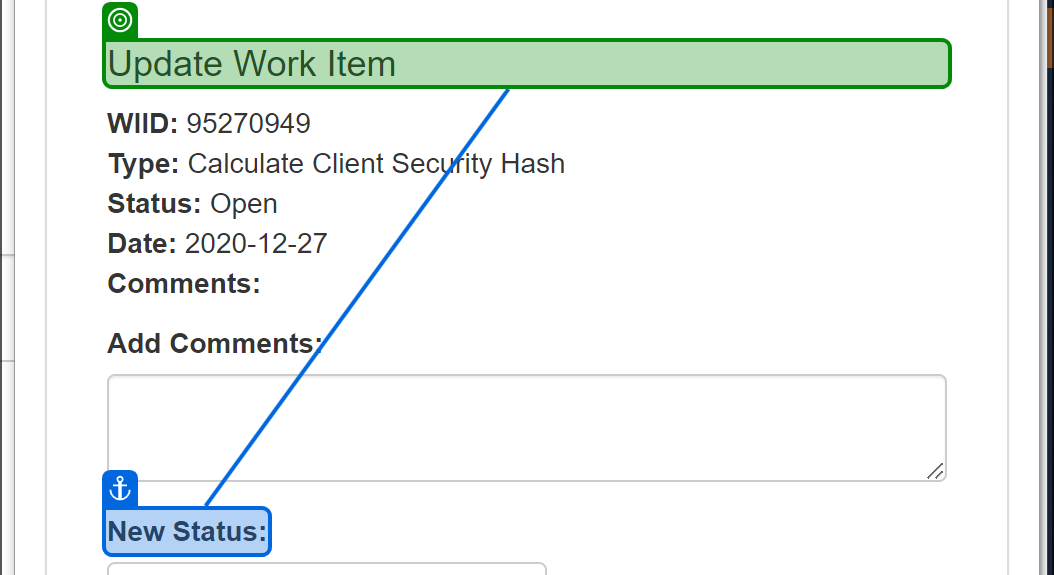 Update Work Item
WIID: 95270949
Type: Calculate Client Security Hash
Status: Open
Date: 2020-12-27
Comments:
Add Comments:
New Status: